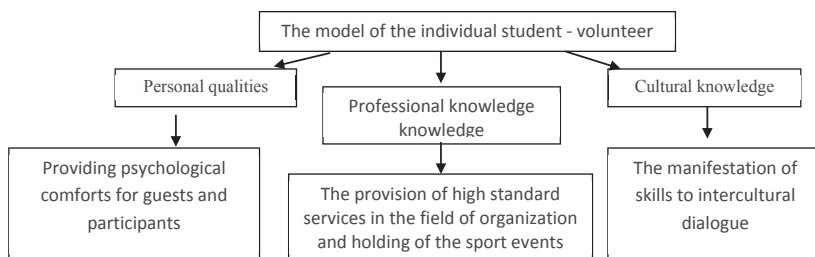 The model of the individual student - volunteer
Personal qualities
Professional knowledge
knowledge
Cultural knowledge
Providing psychological
comforts for guests and
participants
The provision of high standard
services in the field of organization
and holding of the sport events
The manifestation of
skills to intercultural
dialogue